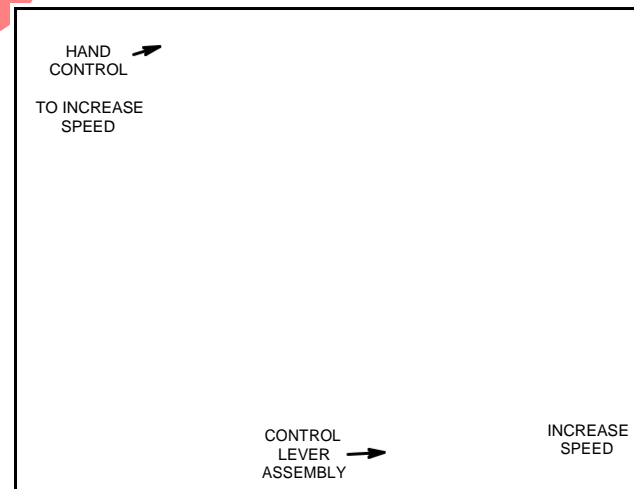 HAND
CONTROL
TO INCREASE
SPEED
CONTROL
LEVER
ASSEMBLY
INCREASE
SPEED